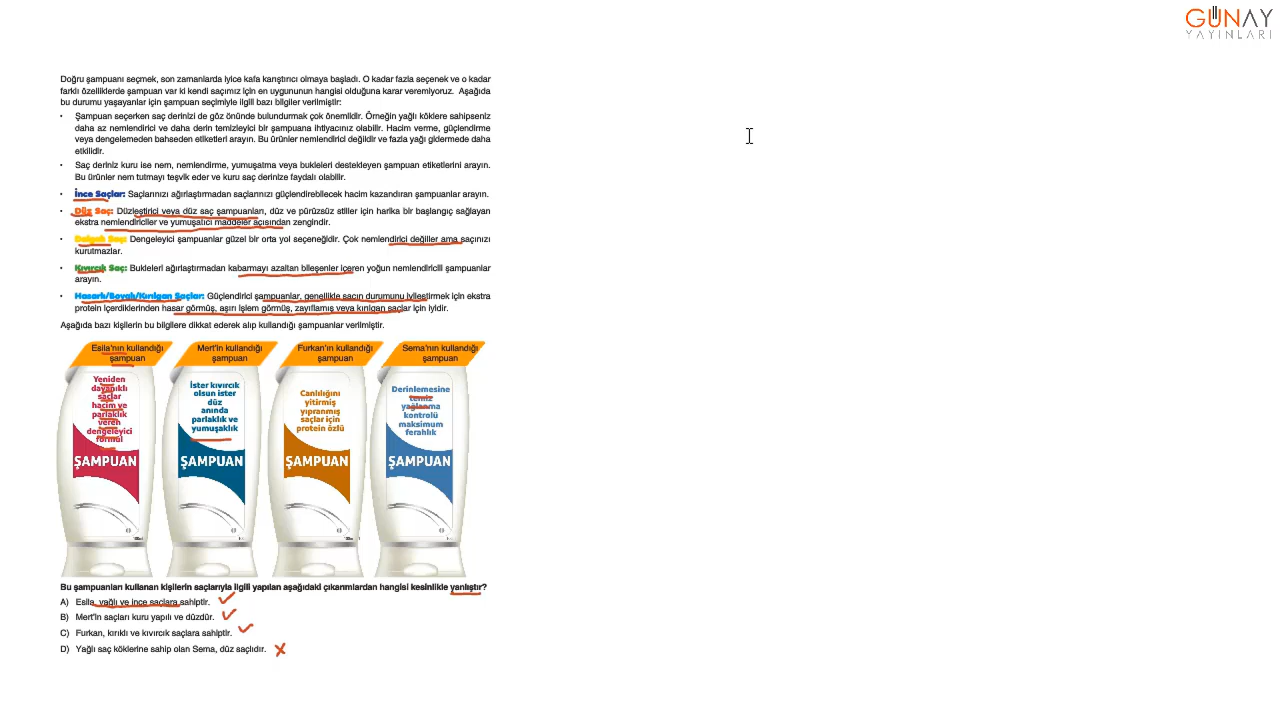 GÜNAY
YAYINLARI
Doğru şampuanı seçmek, son zamanlarda iyice kafa karıştırıcı olmaya başladı. O kadar fazla seçenek ve o kadar
farklı özelliklerde şampuan var ki kendi saçımız için en uygununun hangisi olduğuna karar veremiyoruz. Aşağıda
bu durumu yaşayanlar için şampuan seçimiyle ilgili bazı bilgiler verilmiştir:
• Şampuan seçerken saç derinizi de göz önünde bulundurmak çok önemlidir. Örneğin yağlı köklere sahipseniz
daha az nemlendirici ve daha derin temizleyici bir şampuana ihtiyacınız olabilir. Hacim verme, güçlendirme
veya dengelemeden bahseden etiketleri arayın. Bu ürünler nemlendirici değildir ve fazla yağı gidermede daha
etkilidir.
• Saç deriniz kuru ise nem, nemlendirme, yumuşatma veya bukleleri destekleyen şampuan etiketlerini arayın.
Bu ürünler nem tutmayı teşvik eder ve kuru saç derinize faydalı olabilir.
• İnce Saçlar: Saçlarınızı ağırlaştırmadan saçlarınızı güçlendirebilecek hacim kazandıran şampuanlar arayın.
• Düz Saç: Düzleştirici veya düz saç şampuanları, düz ve pürüzsüz stiller için harika bir başlangıç sağlayan
ekstra nemlendiriciler ve yumuşatıcı maddeler açısından zengindir.
• Dalgalı Saç: Dengeleyici şampuanlar güzel bir orta yol seçeneğidir. Çok nemlendirici değiller ama saçınızı
kurutmazlar.
• Kıvırcık Saç: Bukleleri ağırlaştırmadan kabarmayı azaltan bileşenler içeren yoğun nemlendiricili şampuanlar
arayın.
• Hasarlı/Boyalı/Kırılgan Saçlar: Güçlendirici şampuanlar, genellikle saçın durumunu iyileştirmek için ekstra
protein içerdiklerinden hasar görmüş, aşırı işlem görmüş, zayıflamış veya kırılgan saçlar için iyidir.
Aşağıda bazı kişilerin bu bilgilere dikkat ederek alıp kullandığı şampuanlar verilmiştir.
Esila'nın kullandığı
şampuan
Yeniden
dayanıklı
saçlar
hacim ve
parlaklık
veren
dengeleyici
formül
ŞAMPUAN
Mert'in kullandığı
şampuan
İster kıvırcık
olsun ister
düz
anında
parlaklık ve
yumuşaklık
ŞAMPUAN
Furkan'ın kullandığı
şampuan
Canlılığını
yitirmiş
yıpranmış
saçlar için
protein özlü
ŞAMPUAN
Sema'nın kullandığı
şampuan
Derinlemesine
temiz
yağlanma
kontrolü
maksimum
ferahlık
ŞAMPUAN
Bu şampuanları kullanan kişilerin saçlarıyla ilgili yapılan aşağıdaki çıkarımlardan hangisi kesinlikle yanlıştır?
A) Esila, yağlı ve ince saçlara sahiptir.
B) Mert'in saçları kuru yapılı ve düzdür.
C) Furkan, kırıklı ve kıvırcık saçlara sahiptir.
D) Yağlı saç köklerine sahip olan Sema, düz saçlıdır.